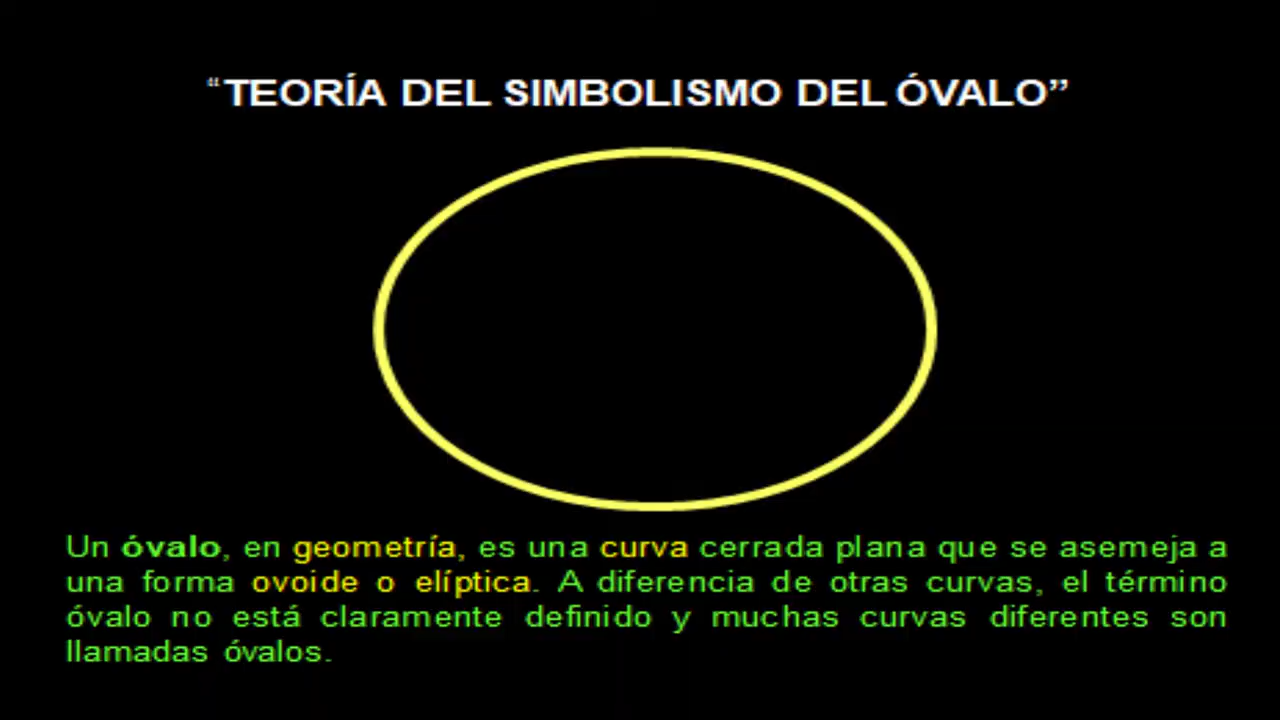 “TEORÍA DEL SIMBOLISMO DEL ÓVALO”
Un óvalo, en geometría, es una curva cerrada plana que se asemeja a
una forma ovoide o elíptica. A diferencia de otras curvas, el término
óvalo no está claramente definido y muchas curvas diferentes son
llamadas óvalos.